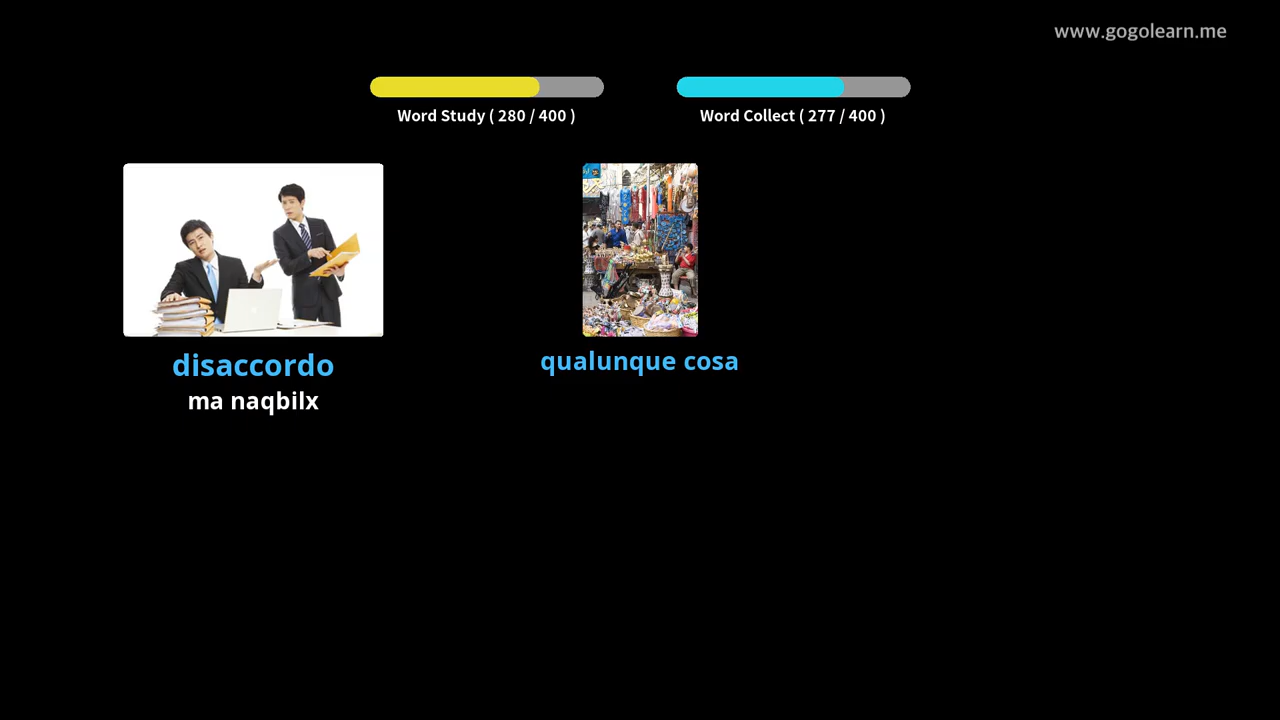 www.gogolearn.me
Word Study ( 280 / 400 )
Word Collect ( 277 / 400 )
disaccordo
ma naqbilx
qualunque cosa